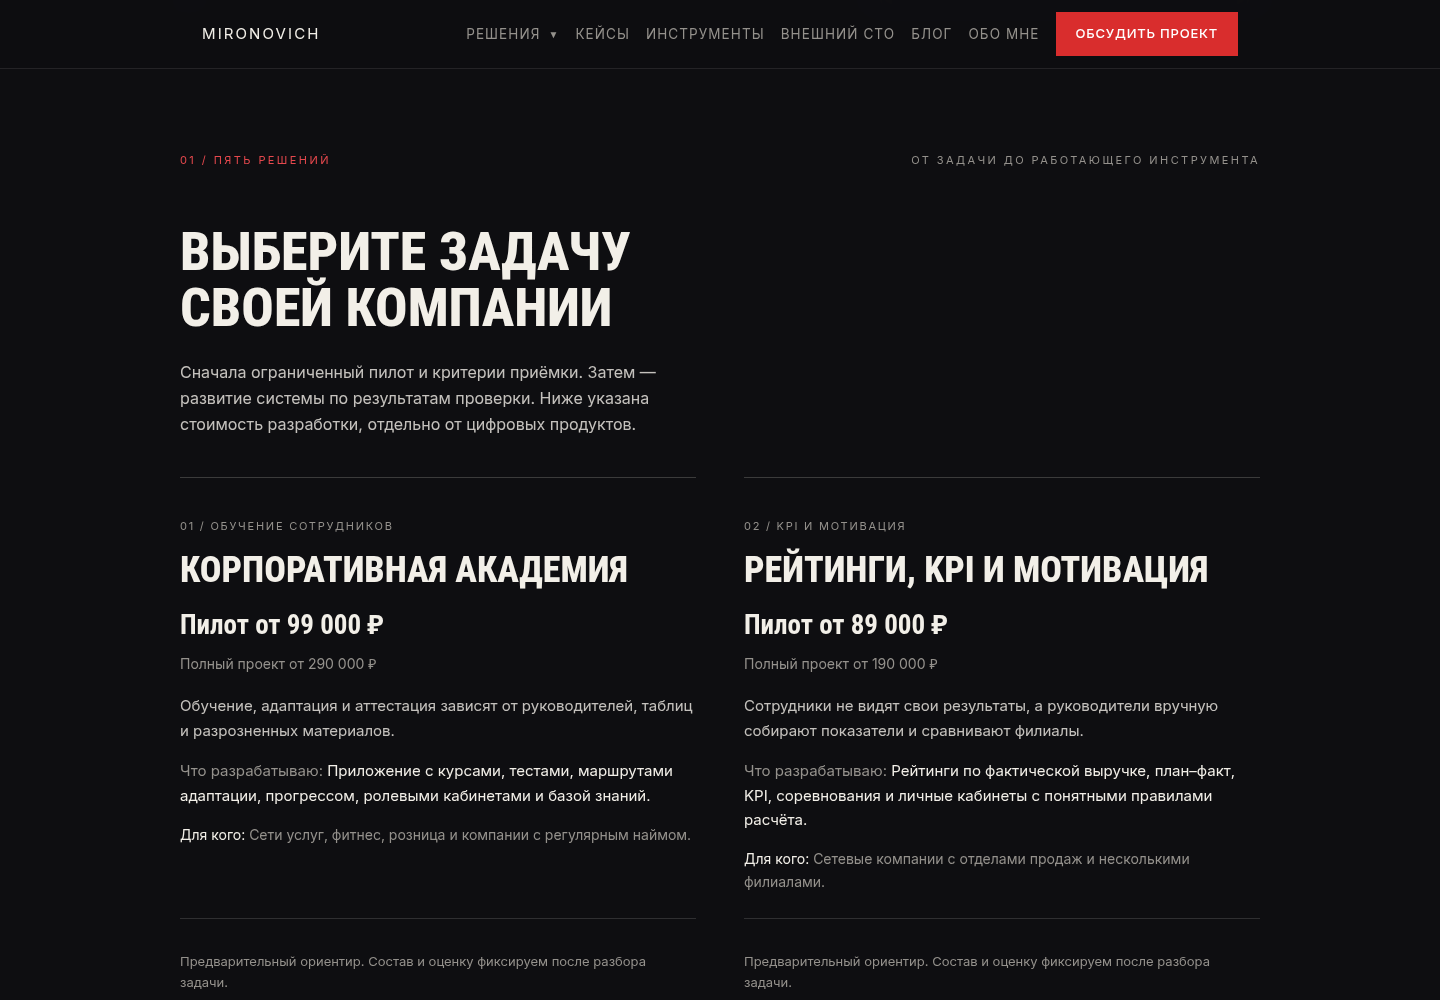 MIRONOVICH
РЕШЕНИЯ ▼ КЕЙСЫ ИНСТРУМЕНТЫ ВНЕШНИЙ СТО БЛОГ ОБО МНЕ ОБСУДИТЬ ПРОЕКТ
01 / ПЯТЬ РЕШЕНИЙ
ОТ ЗАДАЧИ ДО РАБОТАЮЩЕГО ИНСТРУМЕНТА
ВЫБЕРИТЕ ЗАДАЧУ
СВОЕЙ КОМПАНИИ
Сначала ограниченный пилот и критерии приёмки. Затем —
развитие системы по результатам проверки. Ниже указана
стоимость разработки, отдельно от цифровых продуктов.
01 / ОБУЧЕНИЕ СОТРУДНИКОВ
КОРПОРАТИВНАЯ АКАДЕМИЯ
Пилот от 99 000 ₽
Полный проект от 290 000 ₽
Обучение, адаптация и аттестация зависят от руководителей, таблиц
и разрозненных материалов.
Что разрабатываю: Приложение с курсами, тестами, маршрутами
адаптации, прогрессом, ролевыми кабинетами и базой знаний.
Для кого: Сети услуг, фитнес, розница и компании с регулярным наймом.
Предварительный ориентир. Состав и оценку фиксируем после разбора
задачи.
02 / KPI И МОТИВАЦИЯ
РЕЙТИНГИ, KPI И МОТИВАЦИЯ
Пилот от 89 000 ₽
Полный проект от 190 000 ₽
Сотрудники не видят свои результаты, а руководители вручную
собирают показатели и сравнивают филиалы.
Что разрабатываю: Рейтинги по фактической выручке, план–факт,
KPI, соревнования и личные кабинеты с понятными правилами
расчёта.
Для кого: Сетевые компании с отделами продаж и несколькими
филиалами.
Предварительный ориентир. Состав и оценку фиксируем после разбора
задачи.